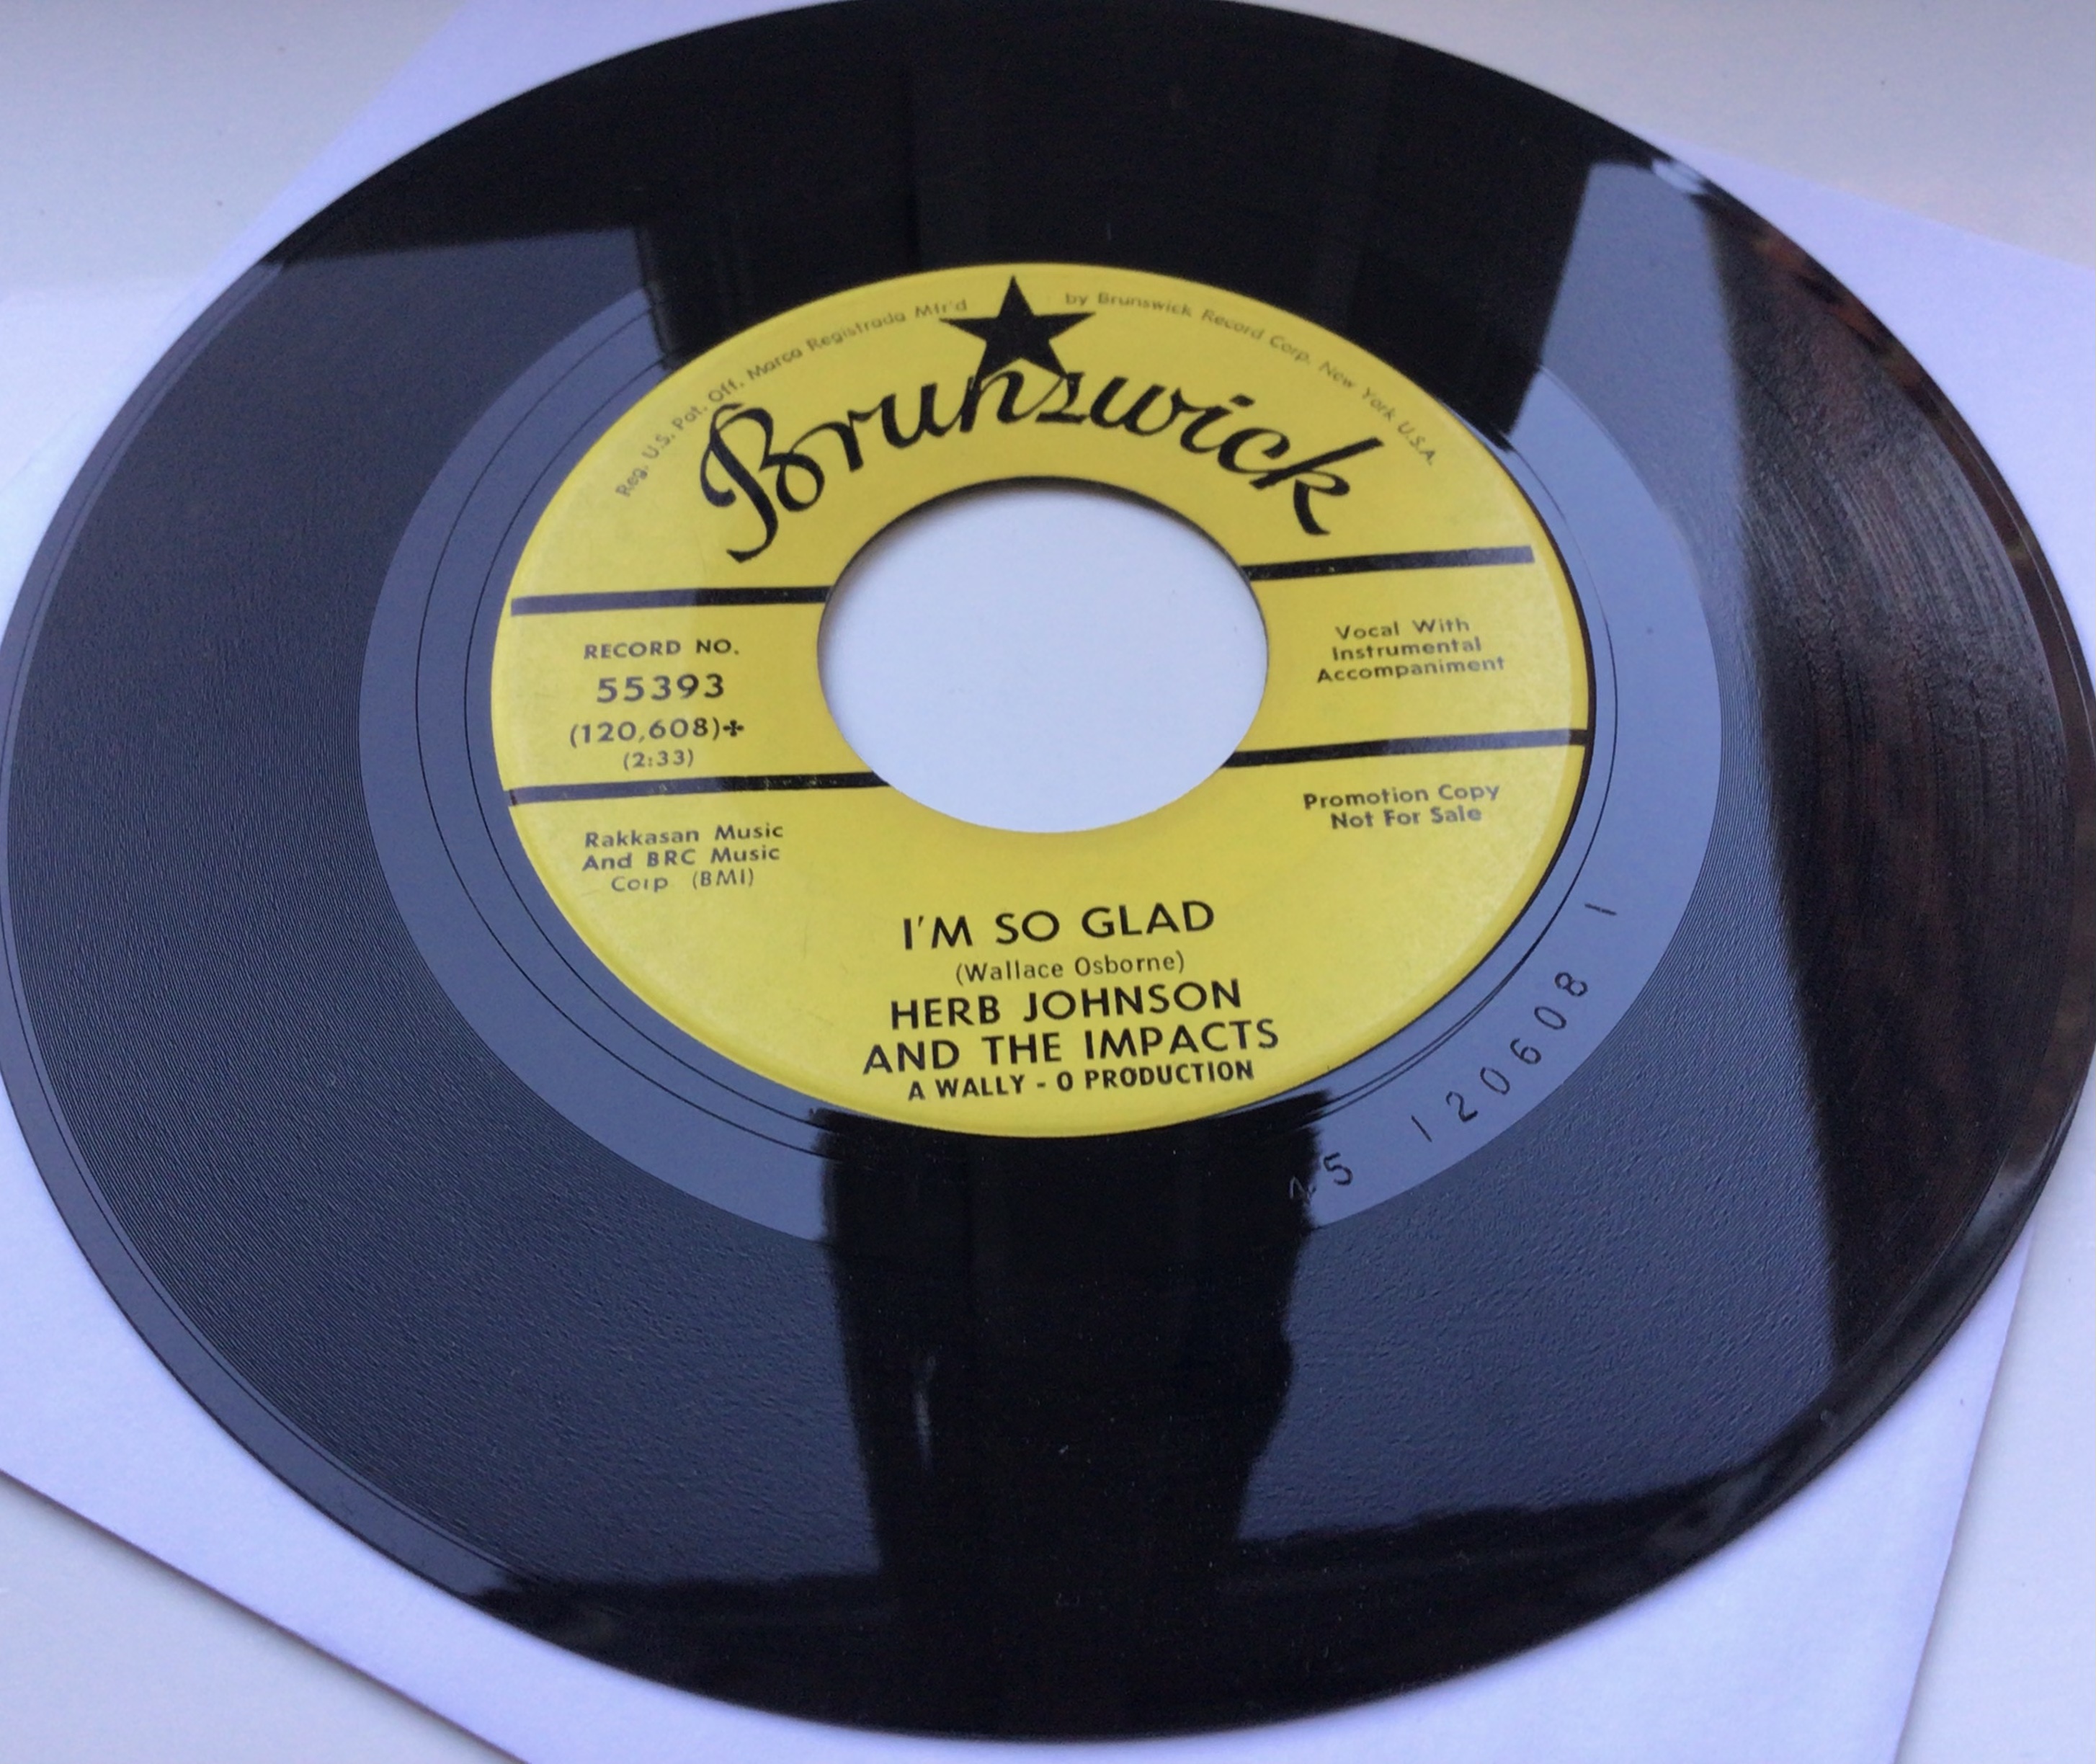 Reg. U.S. Pat. Off. Marca Registrada Mfr'd by Brunswick Record Corp. New York U.S.A.
Brunswick
RECORD NO.
55393
(120,608)✢
(2:33)
Vocal With
Instrumental
Accompaniment
Rakkasan Music
And BRC Music
Corp (BMI)
Promotion Copy
Not For Sale
I'M SO GLAD
(Wallace Osborne)
HERB JOHNSON
AND THE IMPACTS
A WALLY - O PRODUCTION
45 120608 1